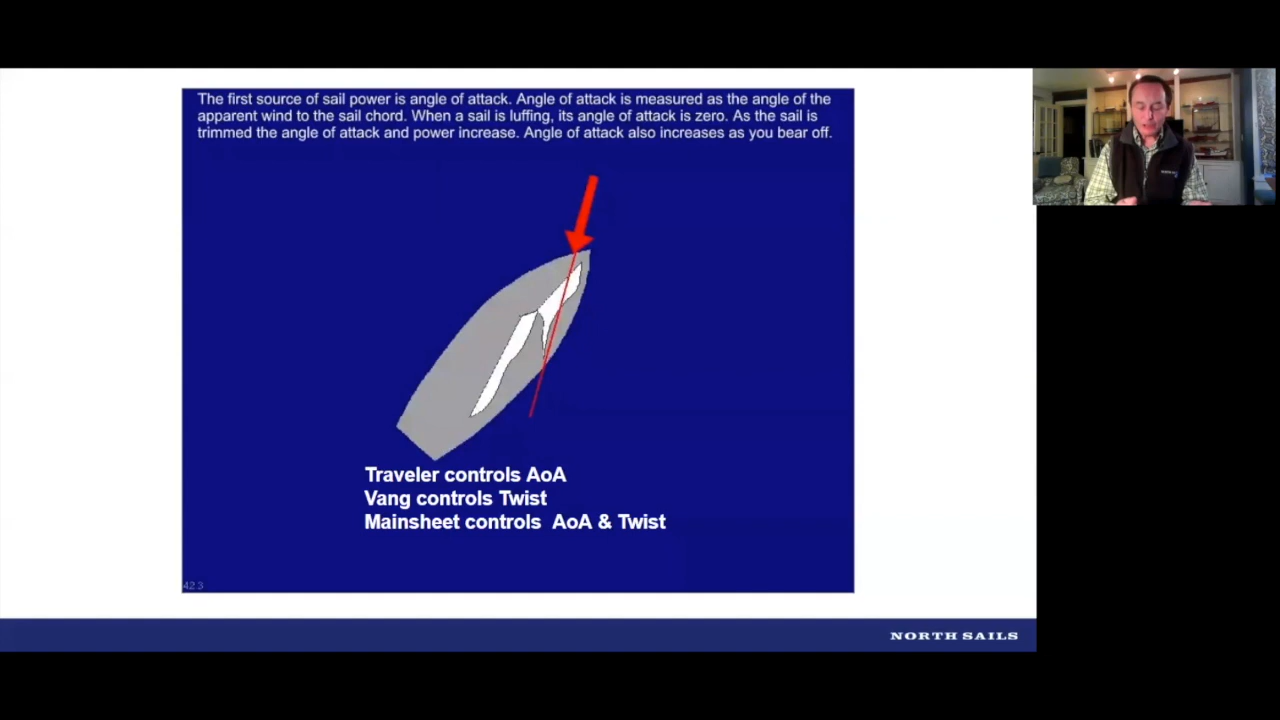 The first source of sail power is angle of attack. Angle of attack is measured as the angle of the
apparent wind to the sail chord. When a sail is luffing, its angle of attack is zero. As the sail is
trimmed the angle of attack and power increase. Angle of attack also increases as you bear off.
Traveler controls AoA
Vang controls Twist
Mainsheet controls AoA & Twist
42.3
NORTH SAILS